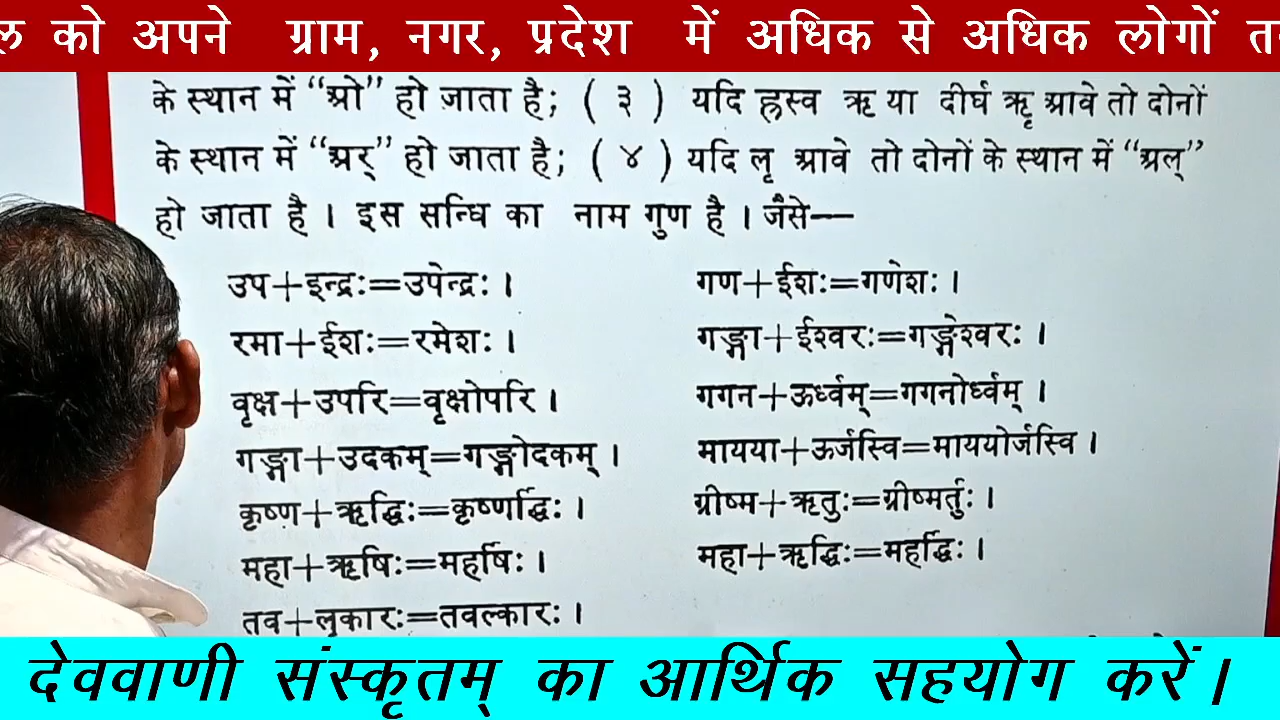 ल को अपने ग्राम, नगर, प्रदेश में अधिक से अधिक लोगों त
के स्थान में “ओ” हो जाता है; ( ३ ) यदि ह्रस्व ऋ या दीर्घ ॠ आवे तो दोनों
के स्थान में “अर्” हो जाता है; ( ४ ) यदि लृ आवे तो दोनों के स्थान में “अल्”
हो जाता है । इस सन्धि का नाम गुण है । जैसे—
उप+इन्द्रः=उपेन्द्रः । गण+ईशः=गणेशः ।
रमा+ईशः=रमेशः । गङ्गा+ईश्वरः=गङ्गेश्वरः ।
वृक्ष+उपरि=वृक्षोपरि । गगन+ऊर्ध्वम्=गगनोर्ध्वम् ।
गङ्गा+उदकम्=गङ्गोदकम् । मायया+ऊर्जस्वि=माययोर्जस्वि ।
कृष्ण+ऋद्धिः=कृष्णर्द्धिः । ग्रीष्म+ऋतुः=ग्रीष्मर्तुः ।
महा+ऋषिः=महर्षिः । महा+ऋद्धिः=महर्द्धिः ।
तव+लृकारः=तवल्कारः ।
देववाणी संस्कृतम् का आर्थिक सहयोग करें ।